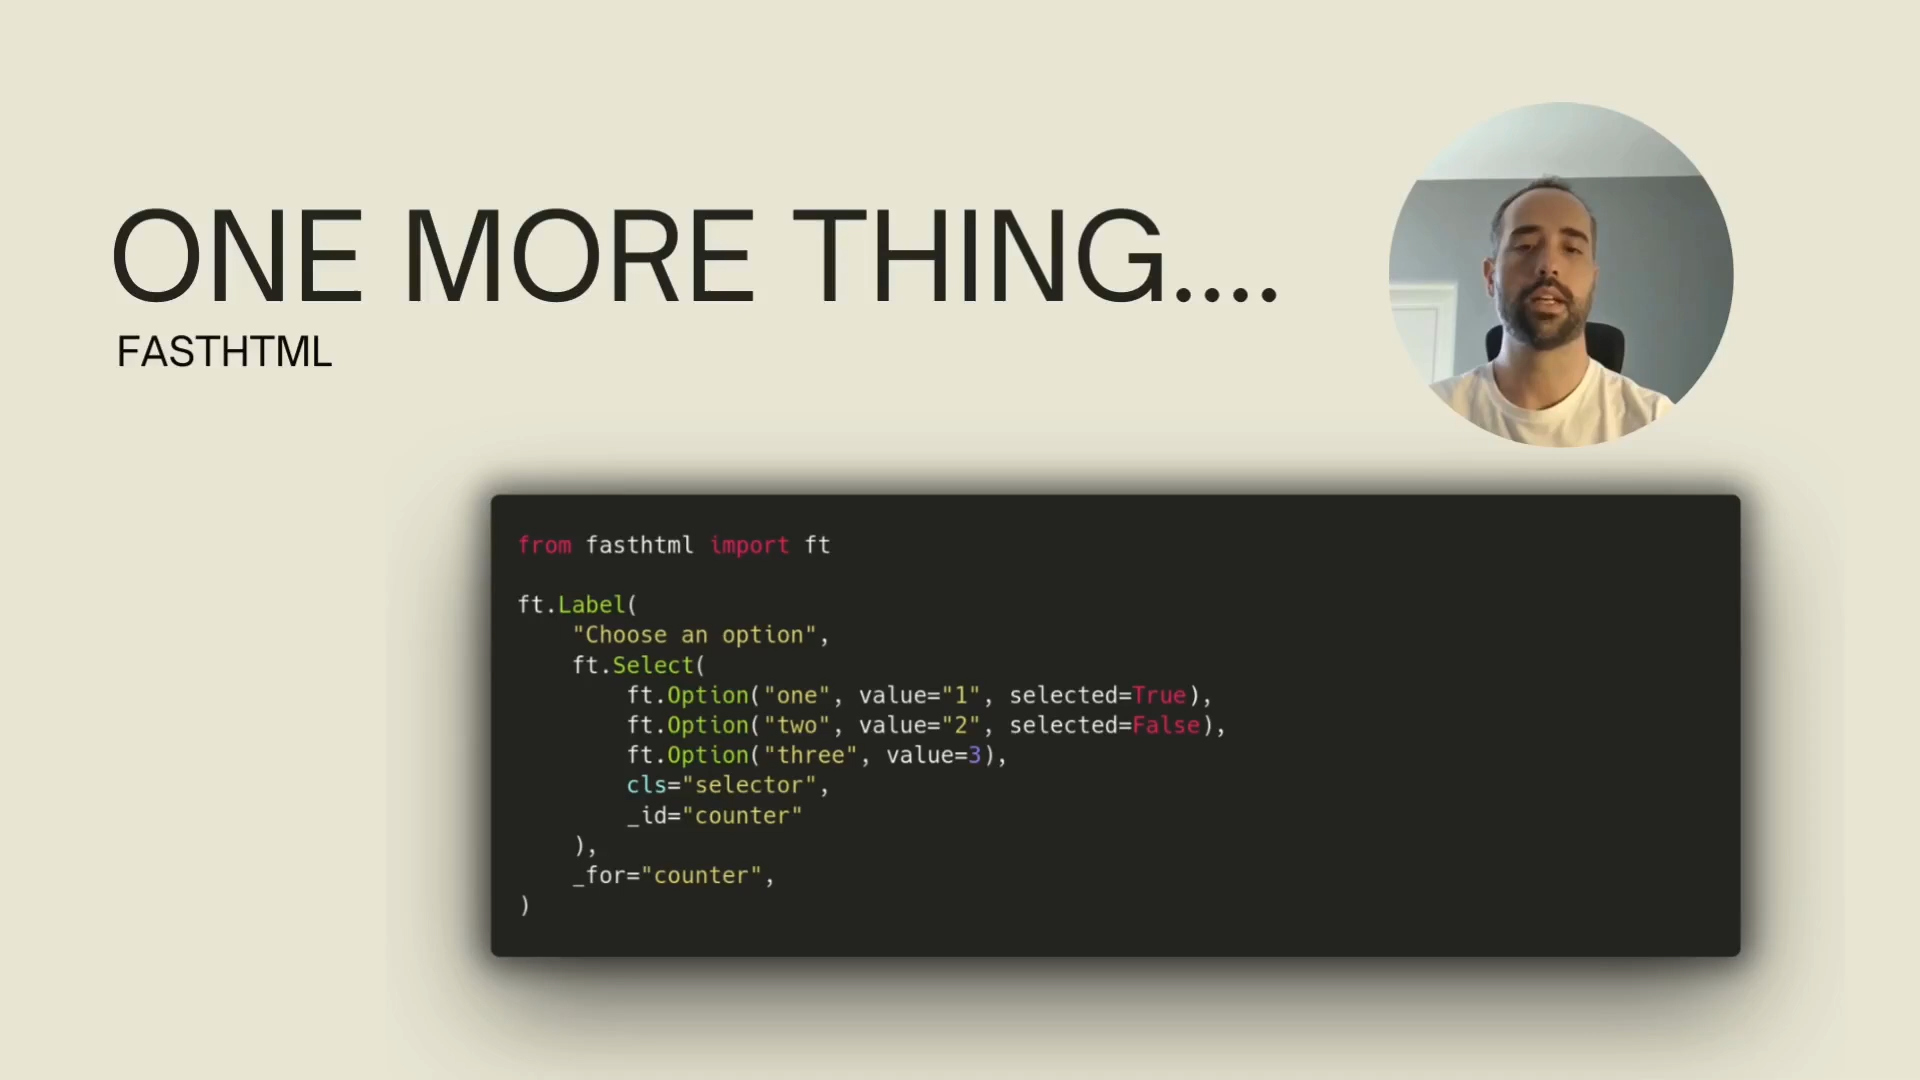 ONE MORE THING....
FASTHTML
from fasthtml import ft
ft.Label(
    "Choose an option",
    ft.Select(
        ft.Option("one", value="1", selected=True),
        ft.Option("two", value="2", selected=False),
        ft.Option("three", value=3),
        cls="selector",
        _id="counter"
    ),
    _for="counter",
)